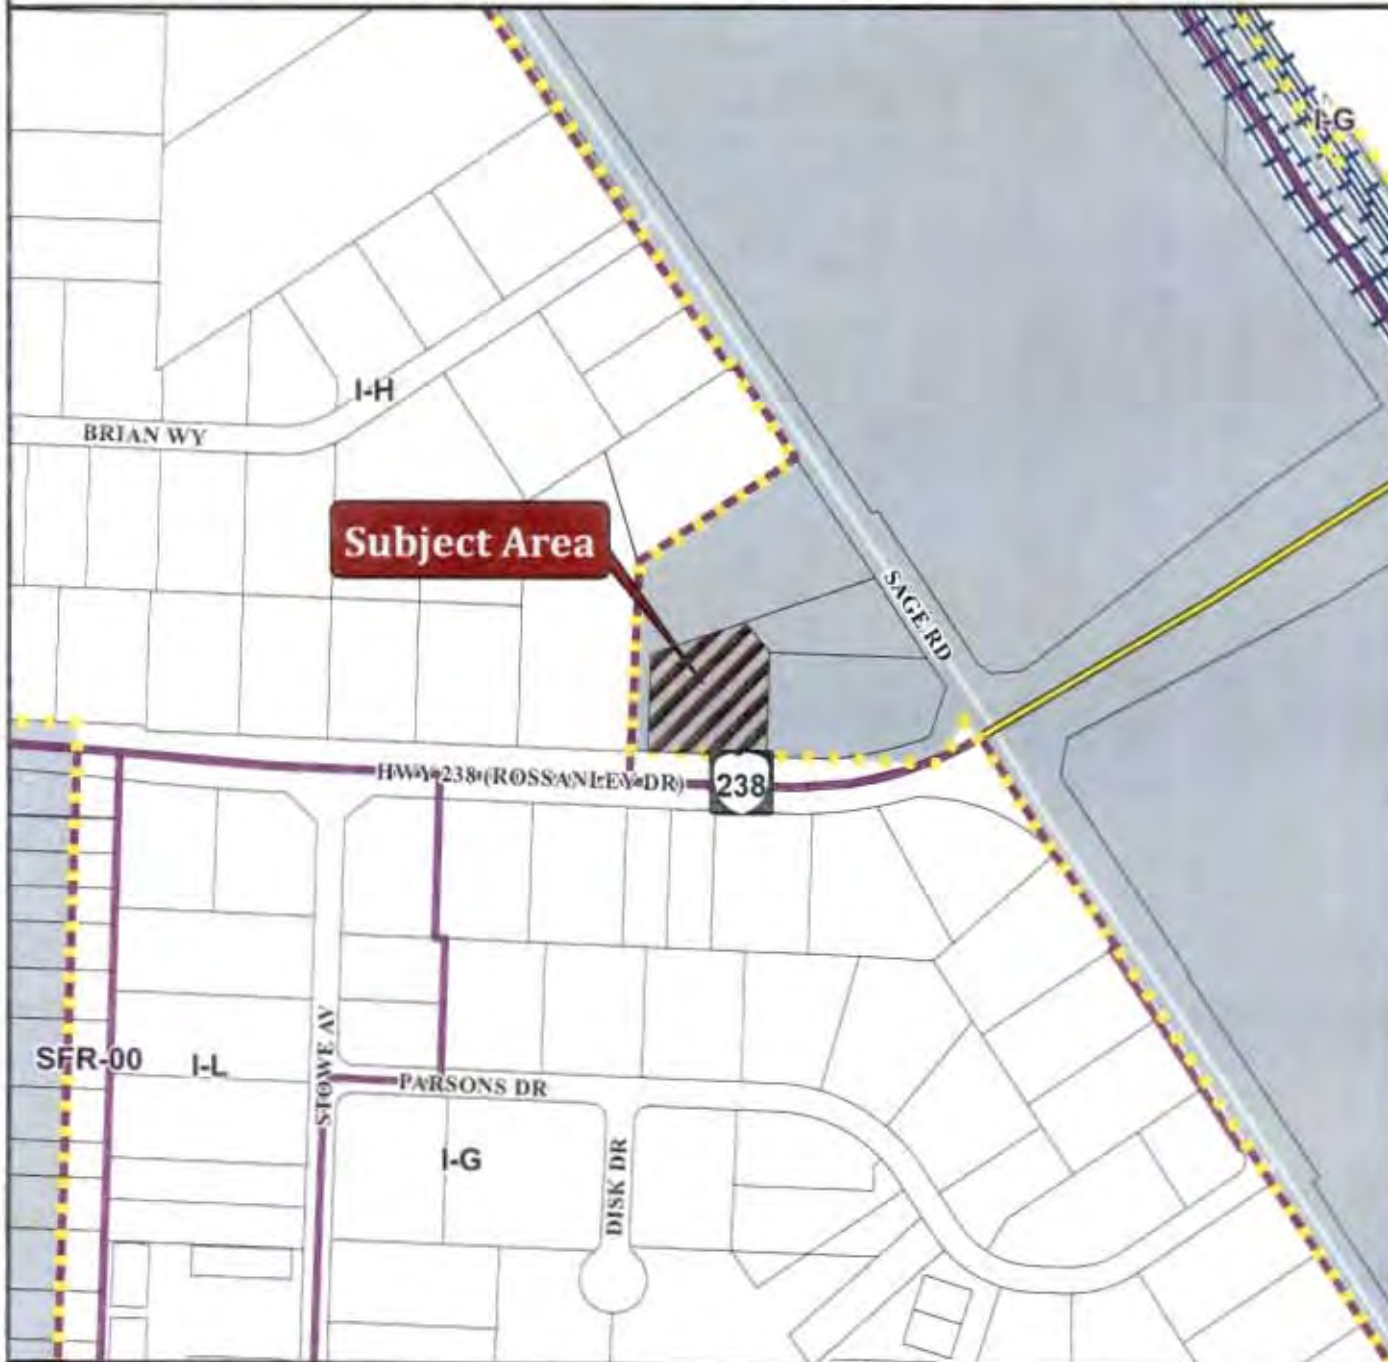 I-G
I-H
BRIAN WY
Subject Area
SAGE RD
HWY 238 (ROSSANLEY DR)
238
SFR-00
I-L
STOWE AV
PARSONS DR
I-G
DISK DR